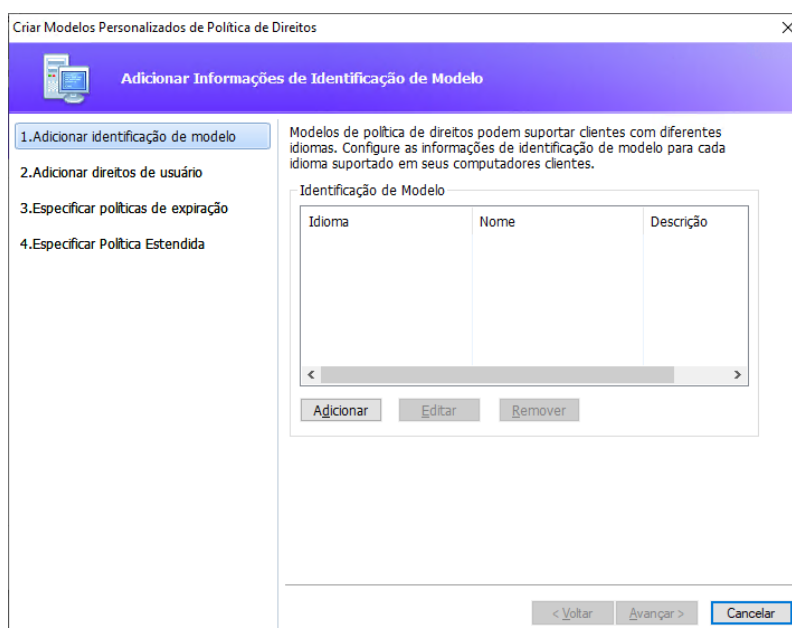 Criar Modelos Personalizados de Política de Direitos
Adicionar Informações de Identificação de Modelo
1.Adicionar identificação de modelo
2.Adicionar direitos de usuário
3.Especificar políticas de expiração
4.Especificar Política Estendida
Modelos de política de direitos podem suportar clientes com diferentes
idiomas. Configure as informações de identificação de modelo para cada
idioma suportado em seus computadores clientes.
Identificação de Modelo
Idioma Nome Descrição
Adicionar Editar Remover
< Voltar Avançar > Cancelar